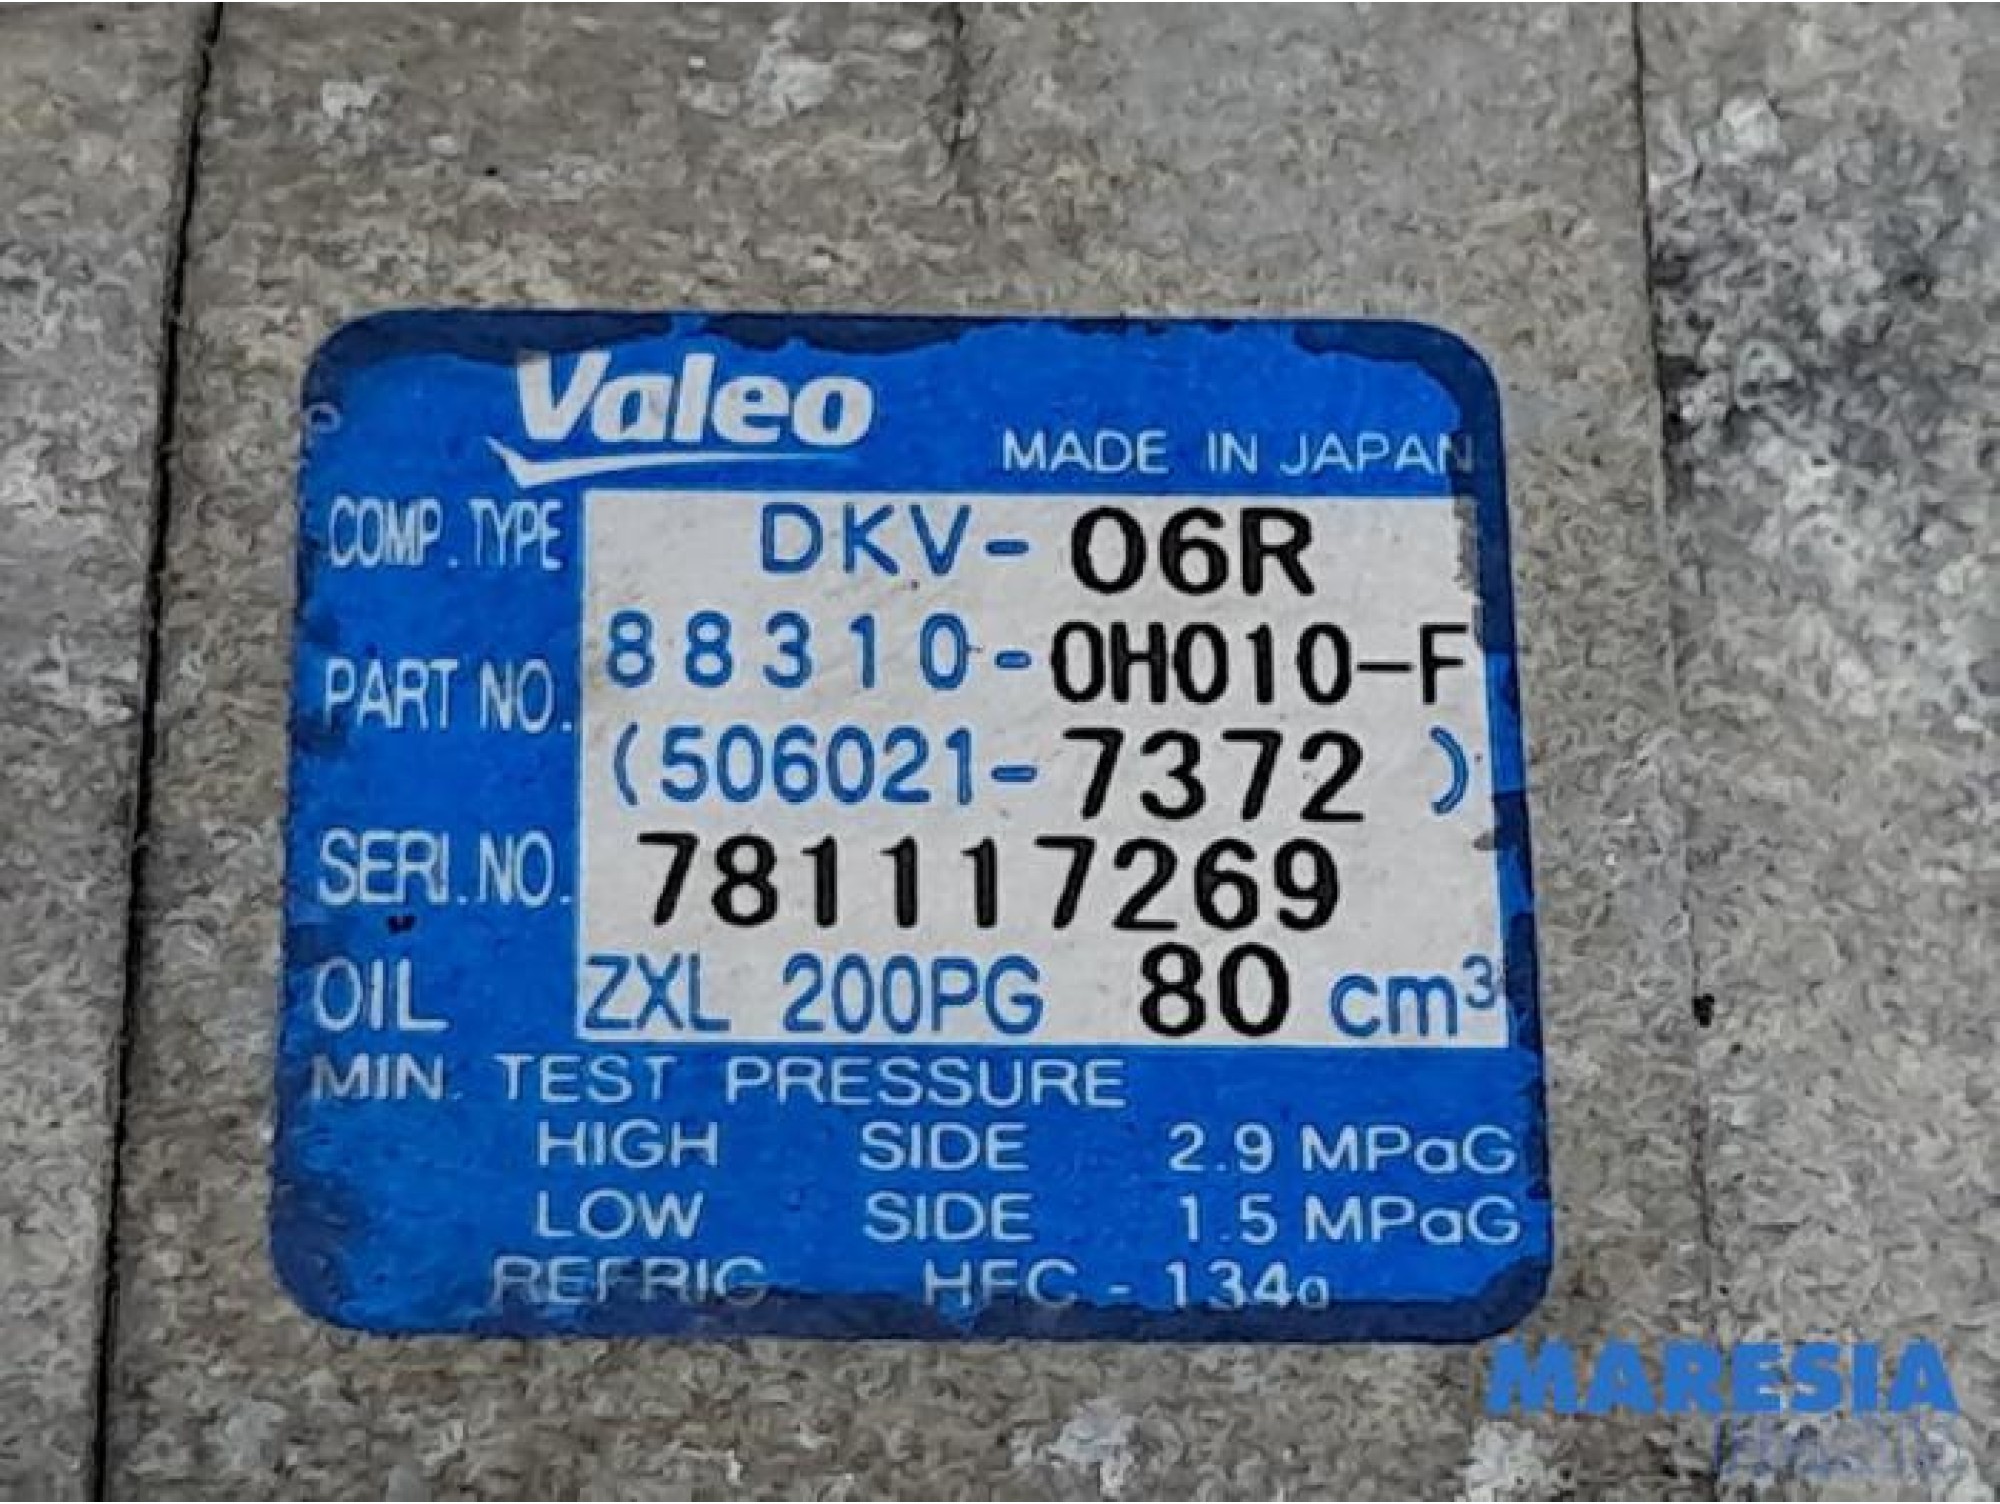 Valeo
MADE IN JAPAN
COMP. TYPE DKV-06R
PART NO. 88310-0H010-F
(506021-7372 )
SERI. NO. 781117269
OIL ZXL 200PG 80 cm³
MIN. TEST PRESSURE
HIGH SIDE 2.9 MPaG
LOW SIDE 1.5 MPaG
REFRIG. HFC - 134a
MARESIA